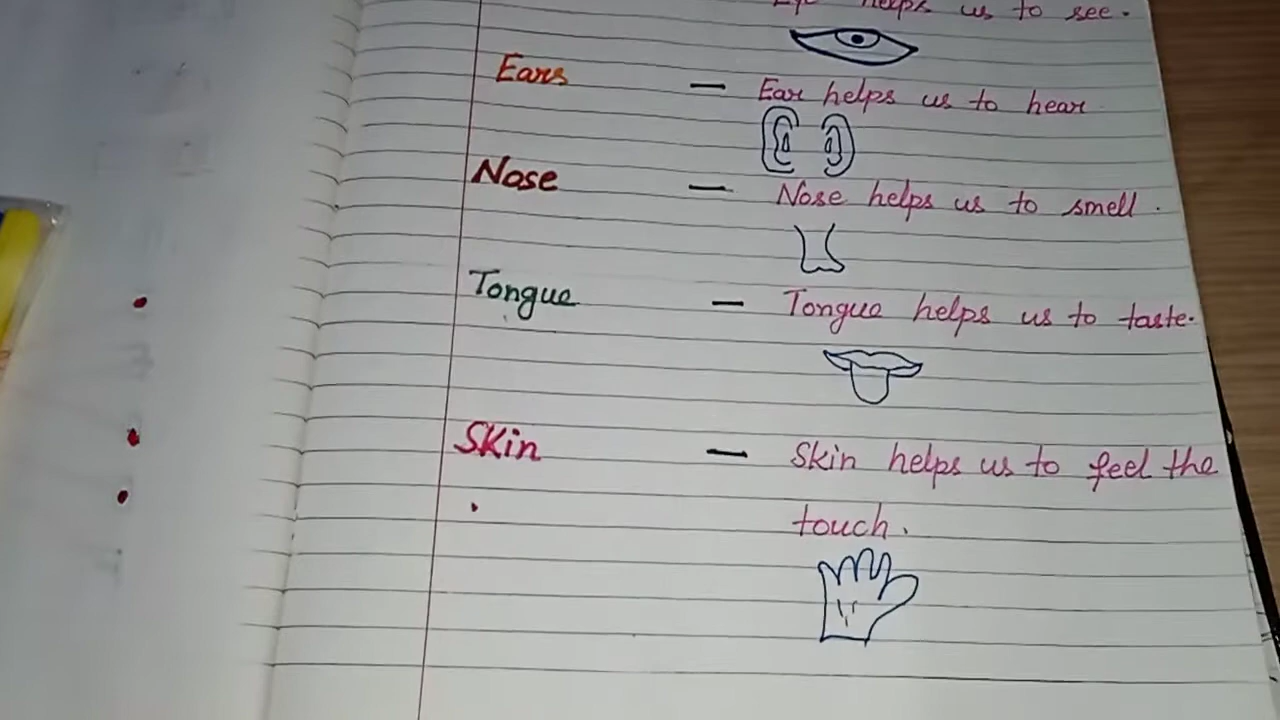 Eye helps us to see.
Ears — Ear helps us to hear
Nose — Nose helps us to smell.
Tongue — Tongue helps us to taste.
Skin — Skin helps us to feel the
touch.